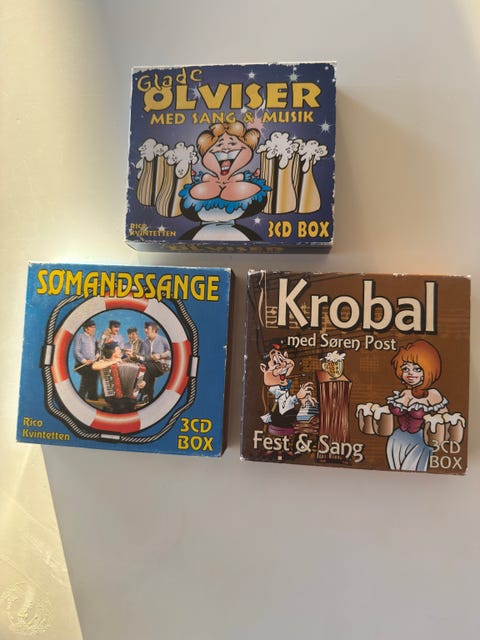 Glade
ØLVISER
MED SANG & MUSIK
RICO
KVINTETTEN
3CD BOX
ØLVISER
SØMANDSSANGE
Rico
Kvintetten
3CD
BOX
Krobal
med Søren Post
Fest & Sang
3CD
BOX